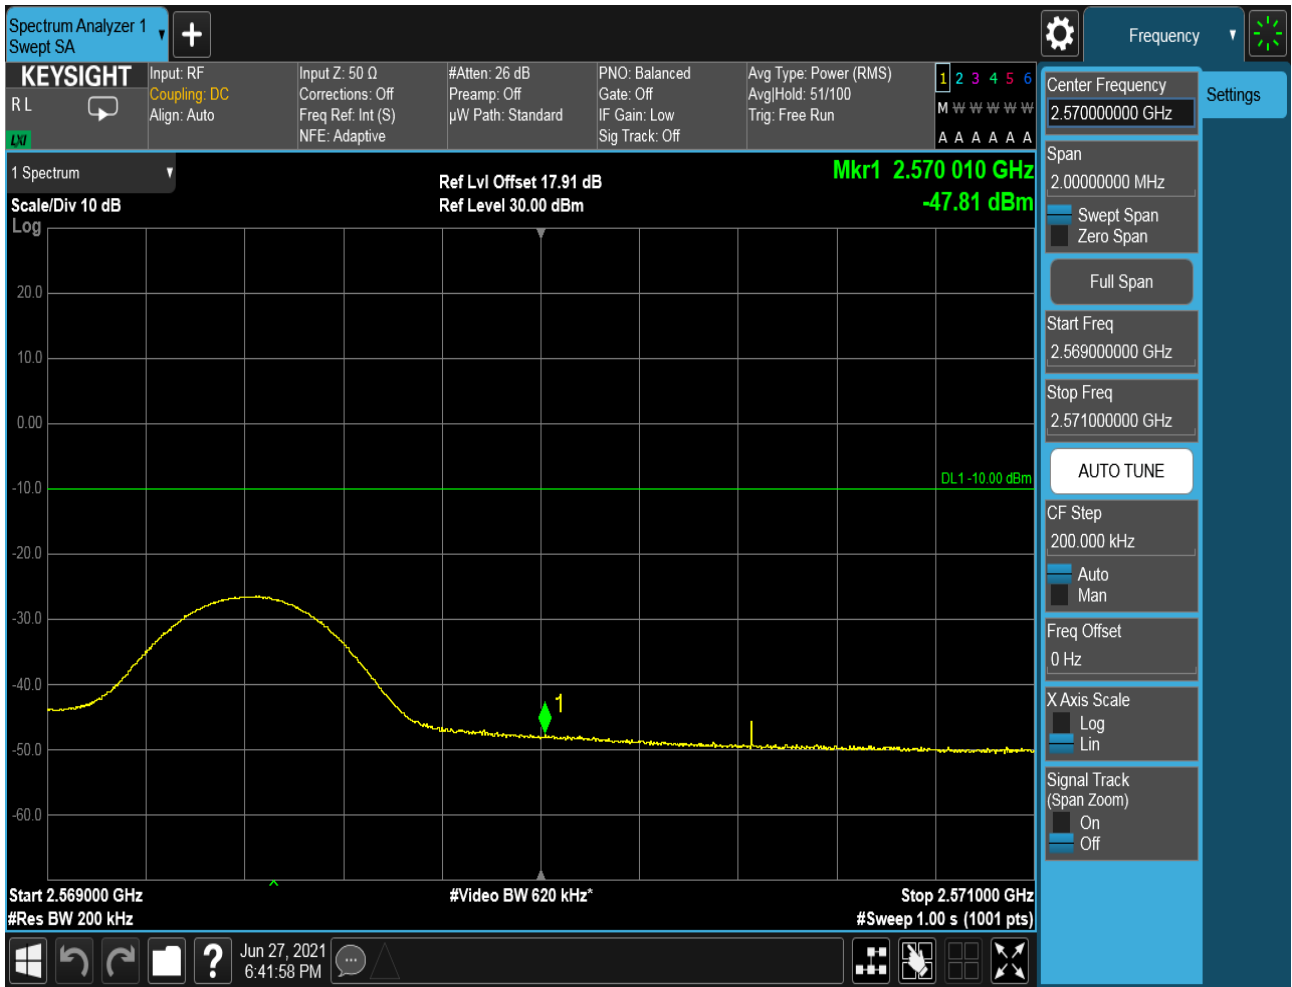 Spectrum Analyzer 1
Swept SA
Frequency
KEYSIGHT
R L
LXI
Input: RF
Coupling: DC
Align: Auto
Input Z: 50 Ω
Corrections: Off
Freq Ref: Int (S)
NFE: Adaptive
#Atten: 26 dB
Preamp: Off
µW Path: Standard
PNO: Balanced
Gate: Off
IF Gain: Low
Sig Track: Off
Avg Type: Power (RMS)
Avg|Hold: 51/100
Trig: Free Run
1 2 3 4 5 6
M W W W W W
A A A A A A
1 Spectrum
Scale/Div 10 dB
Log
Ref Lvl Offset 17.91 dB
Ref Level 30.00 dBm
Mkr1 2.570 010 GHz
-47.81 dBm
20.0
10.0
0.00
-10.0
-20.0
-30.0
-40.0
-50.0
-60.0
DL1 -10.00 dBm
1
Start 2.569000 GHz
#Res BW 200 kHz
#Video BW 620 kHz*
Stop 2.571000 GHz
#Sweep 1.00 s (1001 pts)
Jun 27, 2021
6:41:58 PM
Center Frequency
2.570000000 GHz
Settings
Span
2.00000000 MHz
Swept Span
Zero Span
Full Span
Start Freq
2.569000000 GHz
Stop Freq
2.571000000 GHz
AUTO TUNE
CF Step
200.000 kHz
Auto
Man
Freq Offset
0 Hz
X Axis Scale
Log
Lin
Signal Track
(Span Zoom)
On
Off